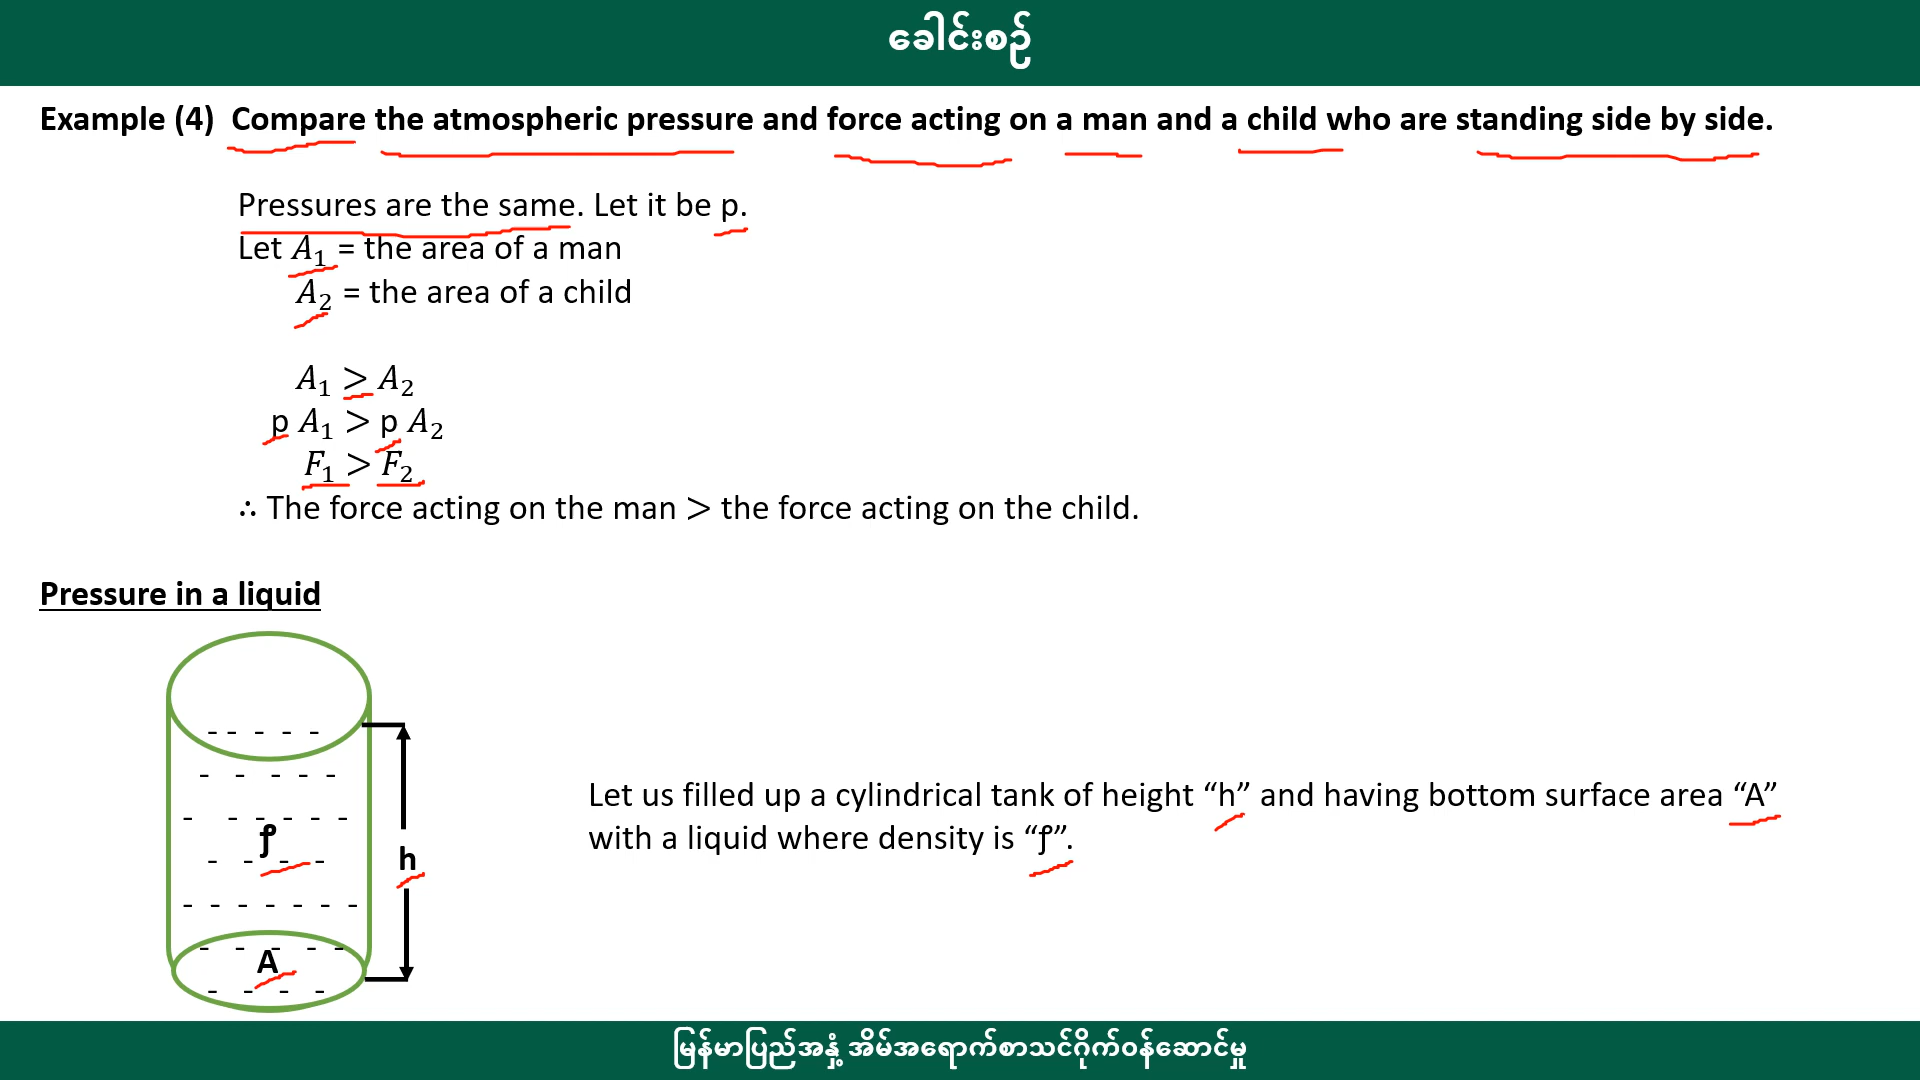 ခေါင်းစဉ်
Example (4)  Compare the atmospheric pressure and force acting on a man and a child who are standing side by side.
Pressures are the same. Let it be p.
Let A₁ = the area of a man
A₂ = the area of a child
A₁ > A₂
p A₁ > p A₂
F₁ > F₂
∴ The force acting on the man > the force acting on the child.
Pressure in a liquid
ƥ
h
A
Let us filled up a cylindrical tank of height “h” and having bottom surface area “A”
with a liquid where density is “ƥ”.
မြန်မာပြည်အနှံ့ အိမ်အရောက်စာသင်ဂိုက်ဝန်ဆောင်မှု